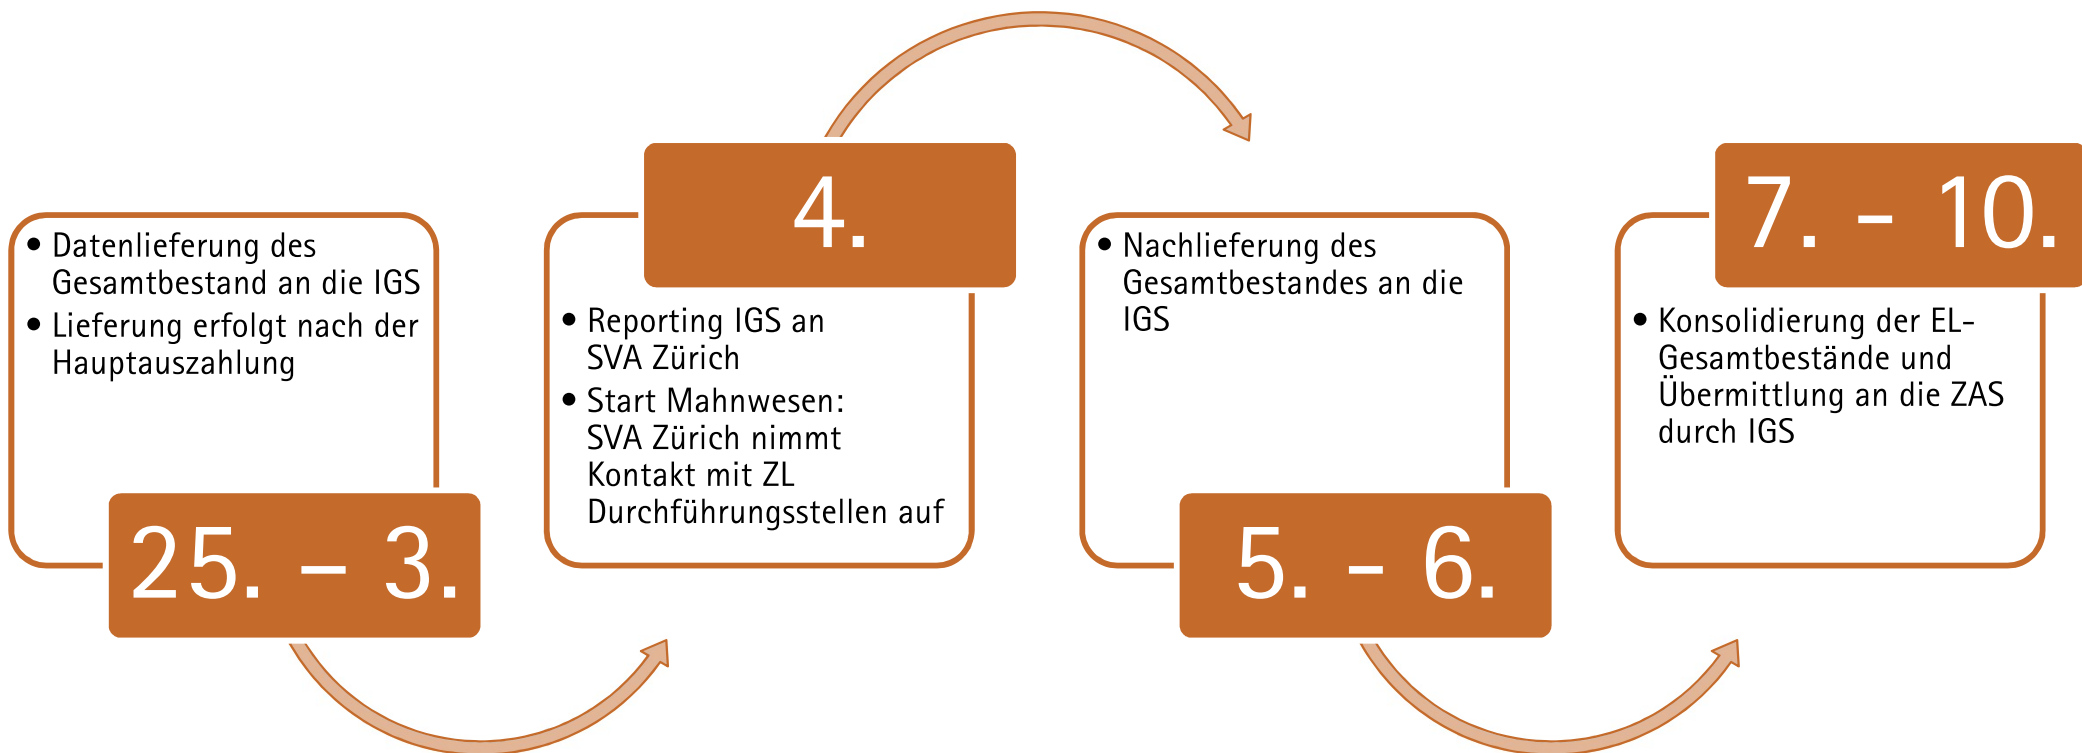 • Datenlieferung des
Gesamtbestand an die IGS
• Lieferung erfolgt nach der
Hauptauszahlung
25. – 3.
4.
• Reporting IGS an
SVA Zürich
• Start Mahnwesen:
SVA Zürich nimmt
Kontakt mit ZL
Durchführungsstellen auf
• Nachlieferung des
Gesamtbestandes an die
IGS
5. - 6.
7. - 10.
• Konsolidierung der EL-
Gesamtbestände und
Übermittlung an die ZAS
durch IGS